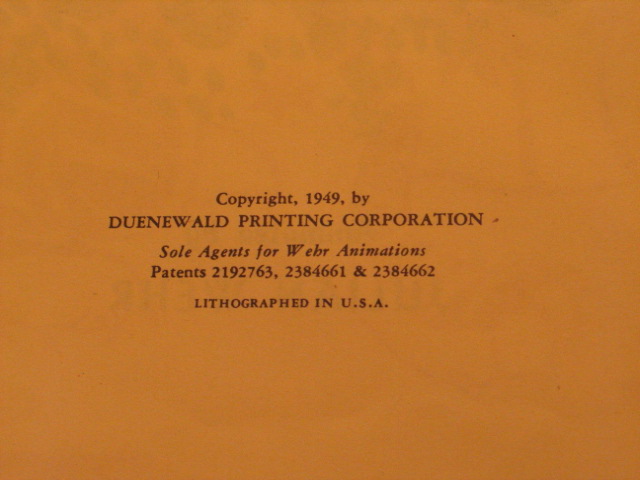 Copyright, 1949, by
DUENEWALD PRINTING CORPORATION
Sole Agents for Wehr Animations
Patents 2192763, 2384661 & 2384662
LITHOGRAPHED IN U.S.A.